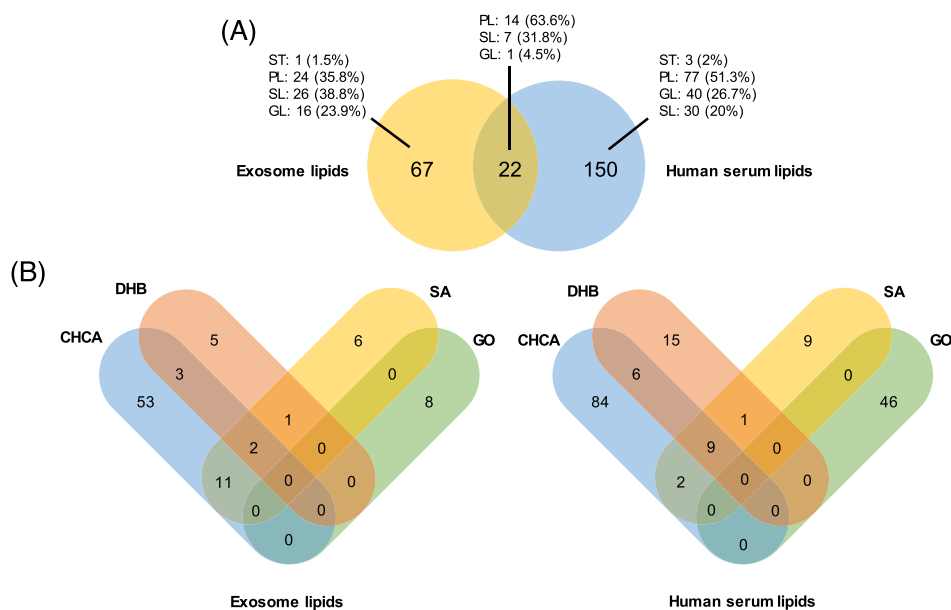 (A)
PL: 14 (63.6%)
SL: 7 (31.8%)
GL: 1 (4.5%)
ST: 1 (1.5%)
PL: 24 (35.8%)
SL: 26 (38.8%)
GL: 16 (23.9%)
ST: 3 (2%)
PL: 77 (51.3%)
GL: 40 (26.7%)
SL: 30 (20%)
Exosome lipids
67
22
150
Human serum lipids
(B)
DHB
SA
CHCA
GO
5
6
3
0
53
8
1
2
0
11
0
0
0
0
0
Exosome lipids
DHB
SA
CHCA
GO
15
9
6
0
84
46
1
9
0
2
0
0
0
0
0
Human serum lipids